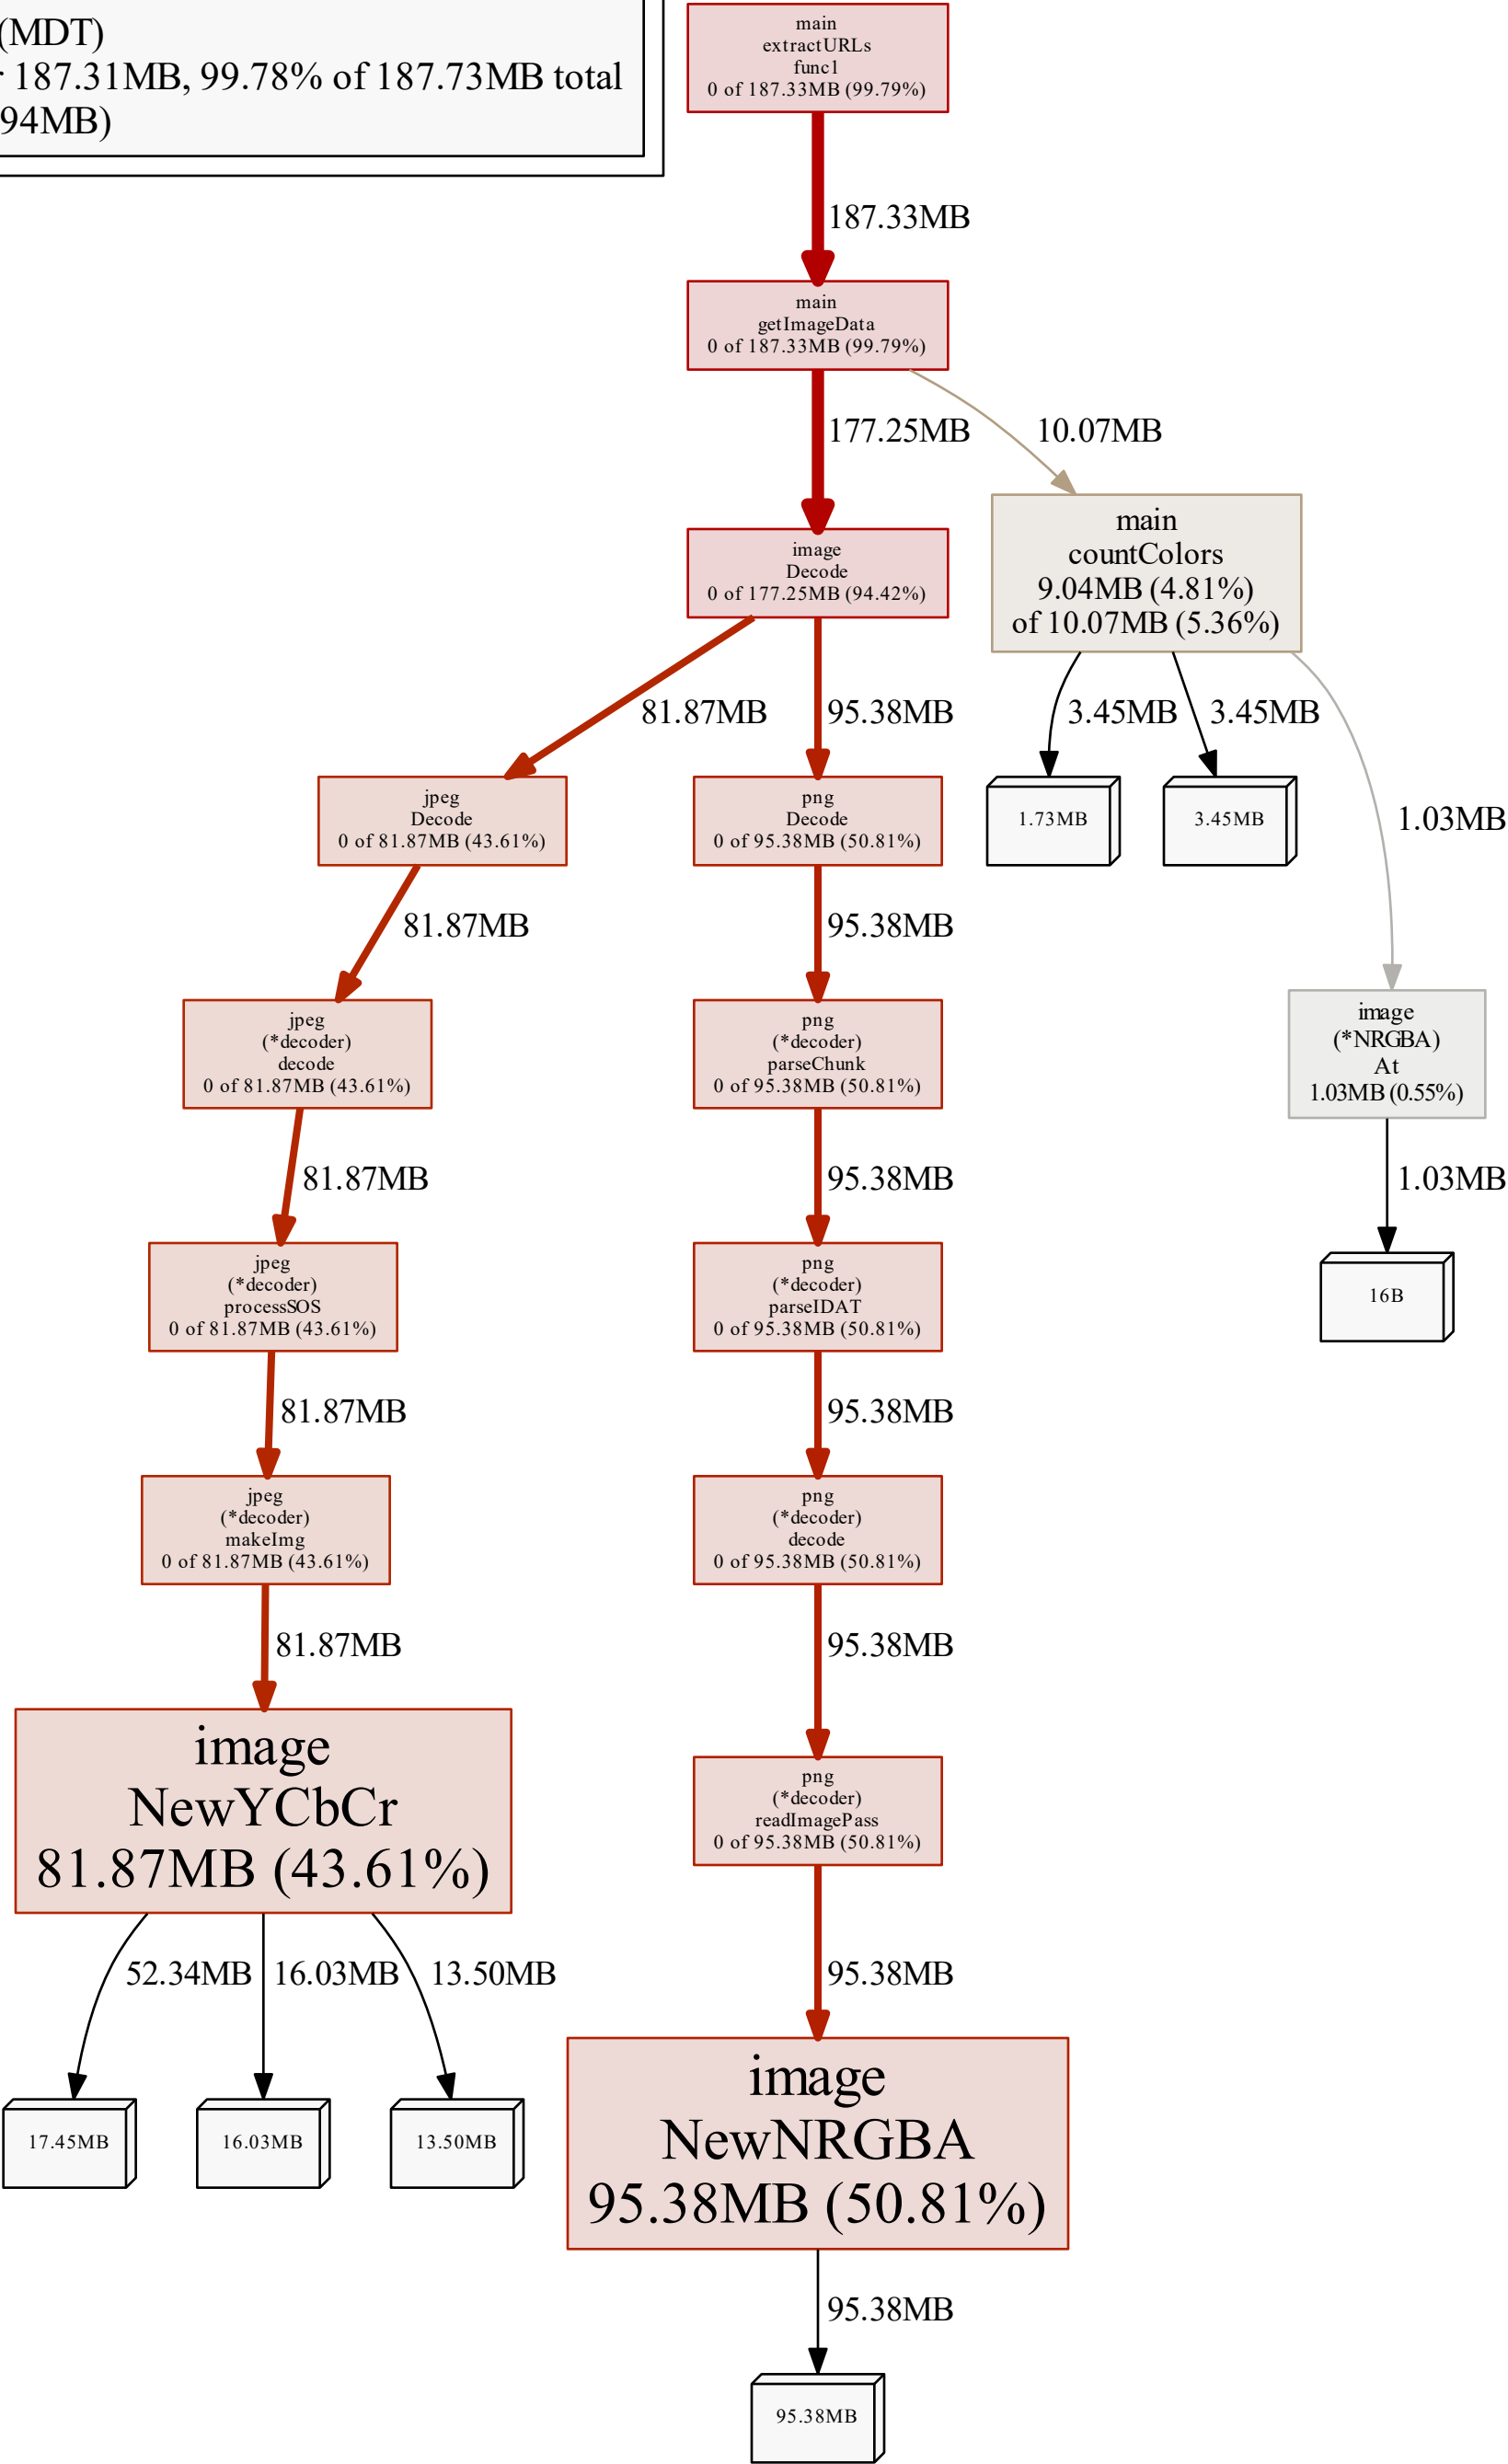 (MDT)
187.31MB, 99.78% of 187.73MB total
94MB)
main
extractURLs
func1
0 of 187.33MB (99.79%)
187.33MB
main
getImageData
0 of 187.33MB (99.79%)
177.25MB
10.07MB
image
Decode
0 of 177.25MB (94.42%)
main
countColors
9.04MB (4.81%)
of 10.07MB (5.36%)
81.87MB
95.38MB
3.45MB
3.45MB
1.03MB
jpeg
Decode
0 of 81.87MB (43.61%)
png
Decode
0 of 95.38MB (50.81%)
1.73MB
3.45MB
81.87MB
95.38MB
jpeg
(*decoder)
decode
0 of 81.87MB (43.61%)
png
(*decoder)
parseChunk
0 of 95.38MB (50.81%)
image
(*NRGBA)
At
1.03MB (0.55%)
81.87MB
95.38MB
1.03MB
jpeg
(*decoder)
processSOS
0 of 81.87MB (43.61%)
png
(*decoder)
parseIDAT
0 of 95.38MB (50.81%)
16B
81.87MB
95.38MB
jpeg
(*decoder)
makeImg
0 of 81.87MB (43.61%)
png
(*decoder)
decode
0 of 95.38MB (50.81%)
81.87MB
95.38MB
image
NewYCbCr
81.87MB (43.61%)
png
(*decoder)
readImagePass
0 of 95.38MB (50.81%)
52.34MB
16.03MB
13.50MB
95.38MB
17.45MB
16.03MB
13.50MB
image
NewNRGBA
95.38MB (50.81%)
95.38MB
95.38MB